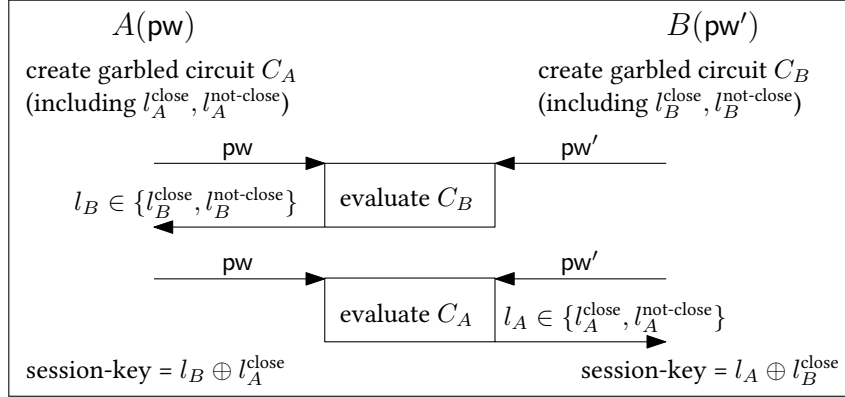 A(pw) B(pw′)
create garbled circuit C_A create garbled circuit C_B
(including l_A^close, l_A^not-close) (including l_B^close, l_B^not-close)
pw pw′
l_B ∈ {l_B^close, l_B^not-close} evaluate C_B
pw pw′
evaluate C_A l_A ∈ {l_A^close, l_A^not-close}
session-key = l_B ⊕ l_A^close session-key = l_A ⊕ l_B^close